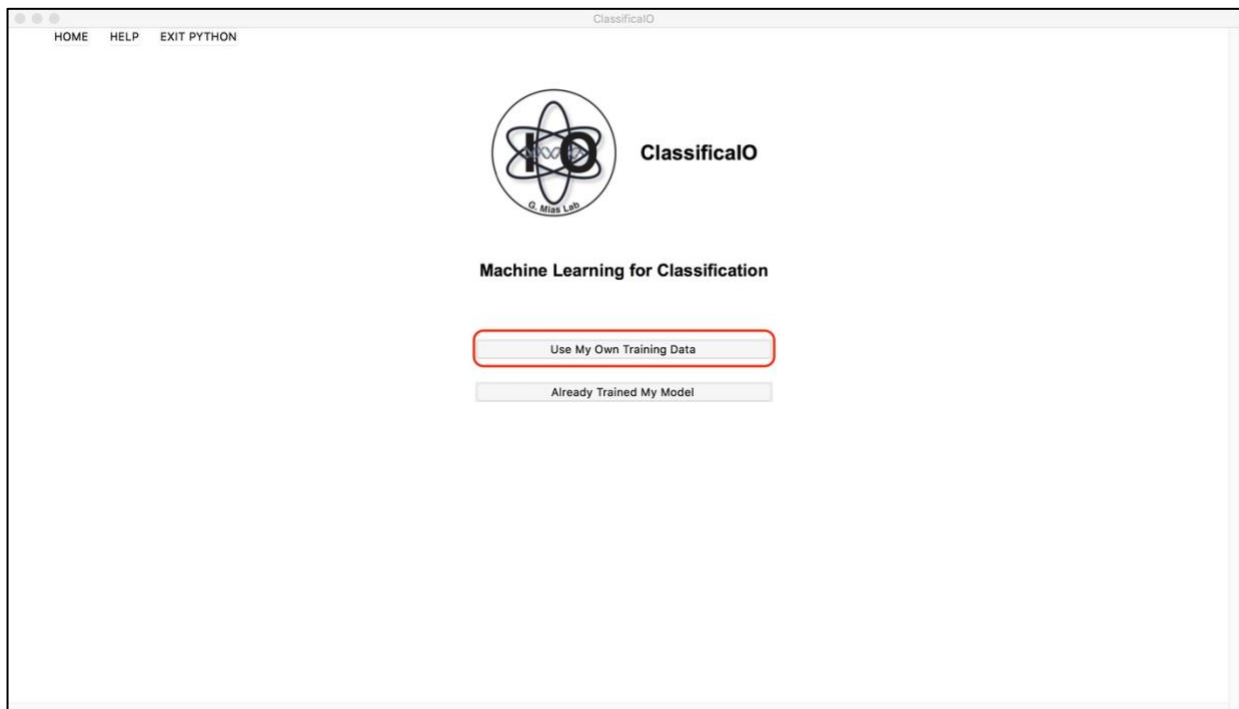 ClassificaIO
HOME HELP EXIT PYTHON
IO
G. Mias Lab
ClassificaIO
Machine Learning for Classification
Use My Own Training Data
Already Trained My Model